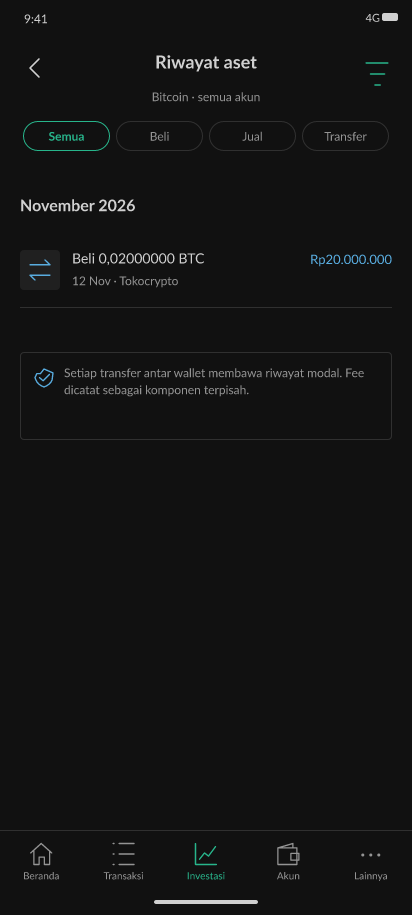 9:41
4G
Riwayat aset
Bitcoin · semua akun
Semua
Beli
Jual
Transfer
November 2026
Beli 0,02000000 BTC
Rp20.000.000
12 Nov · Tokocrypto
Setiap transfer antar wallet membawa riwayat modal. Fee
dicatat sebagai komponen terpisah.
Beranda
Transaksi
Investasi
Akun
Lainnya